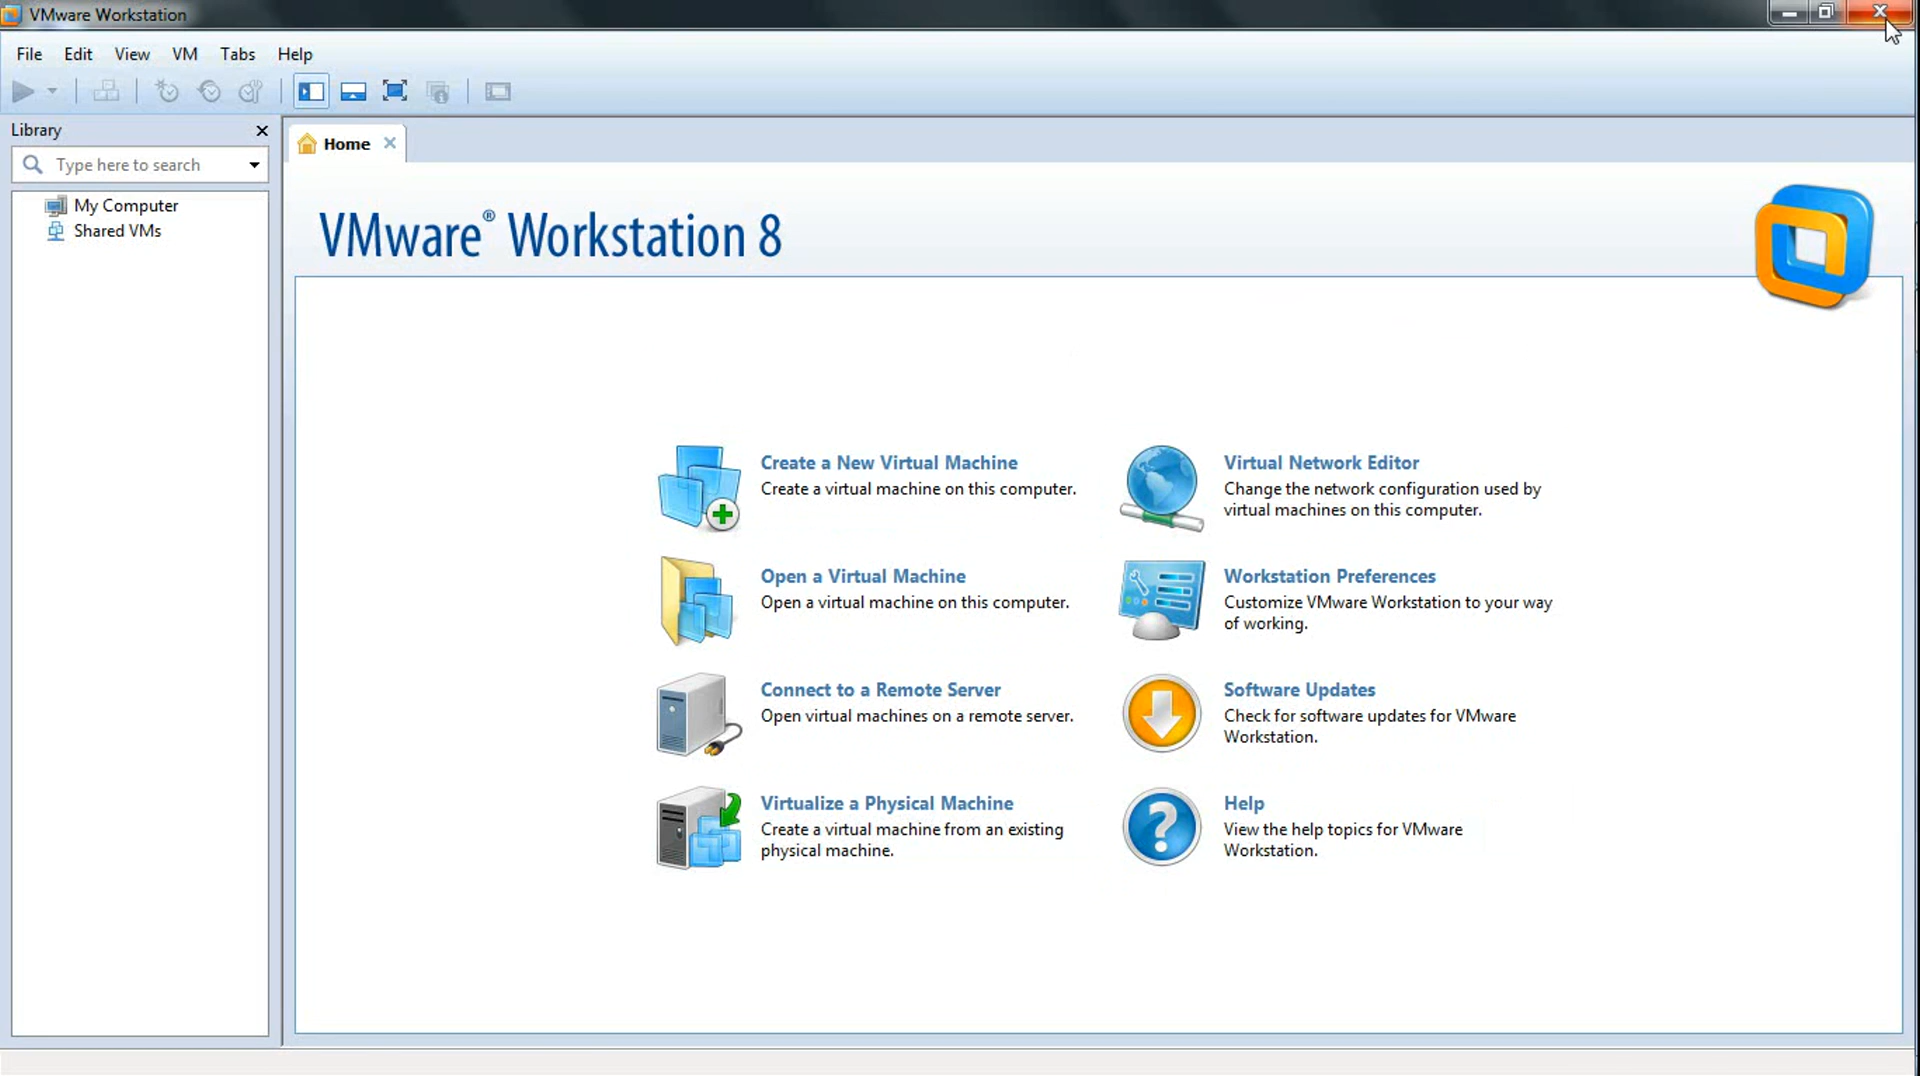 VMware Workstation
File Edit View VM Tabs Help
Library
Home
Type here to search
My Computer
Shared VMs
VMware® Workstation 8
Create a New Virtual Machine
Create a virtual machine on this computer.
Open a Virtual Machine
Open a virtual machine on this computer.
Connect to a Remote Server
Open virtual machines on a remote server.
Virtualize a Physical Machine
Create a virtual machine from an existing
physical machine.
Virtual Network Editor
Change the network configuration used by
virtual machines on this computer.
Workstation Preferences
Customize VMware Workstation to your way
of working.
Software Updates
Check for software updates for VMware
Workstation.
Help
View the help topics for VMware
Workstation.